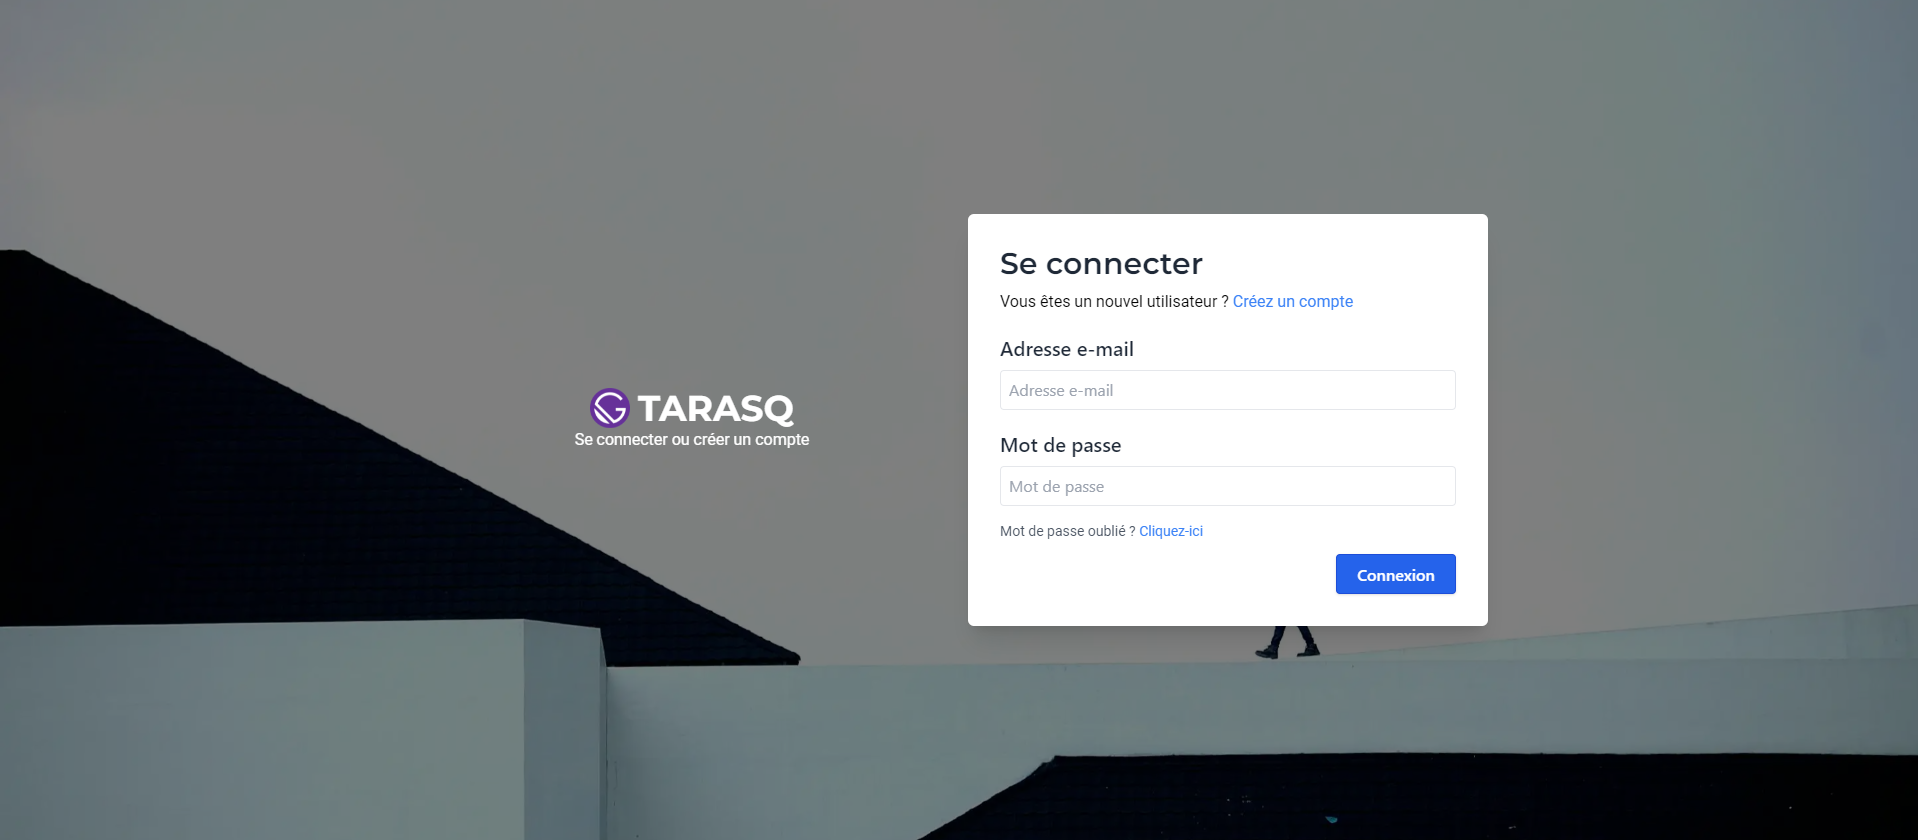 TARASQ
Se connecter ou créer un compte
Se connecter
Vous êtes un nouvel utilisateur ? Créez un compte
Adresse e-mail
Adresse e-mail
Mot de passe
Mot de passe
Mot de passe oublié ? Cliquez-ici
Connexion